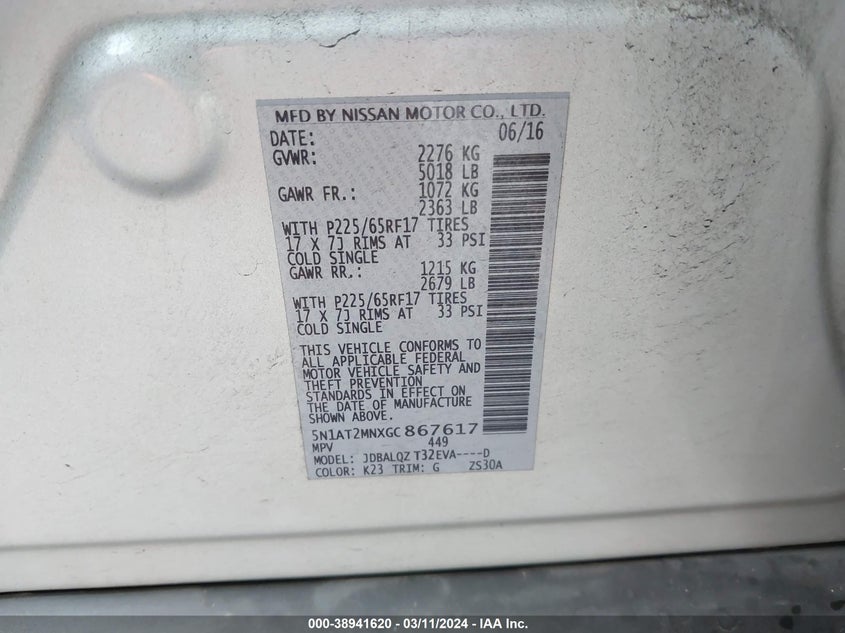 MFD BY NISSAN MOTOR CO., LTD.
DATE: 06/16
GVWR: 2276 KG
5018 LB
GAWR FR.: 1072 KG
2363 LB
WITH P225/65RF17 TIRES
17 X 7J RIMS AT 33 PSI
COLD SINGLE
GAWR RR.: 1215 KG
2679 LB
WITH P225/65RF17 TIRES
17 X 7J RIMS AT 33 PSI
COLD SINGLE
THIS VEHICLE CONFORMS TO
ALL APPLICABLE FEDERAL
MOTOR VEHICLE SAFETY AND
THEFT PREVENTION
STANDARDS IN EFFECT ON
THE DATE OF MANUFACTURE
SHOWN ABOVE.
5N1AT2MNXGC867617
MPV 449
MODEL: JDBALQZ T32EVA----D
COLOR: K23 TRIM: G ZS30A
000-38941620 — 03/11/2024 — IAA Inc.